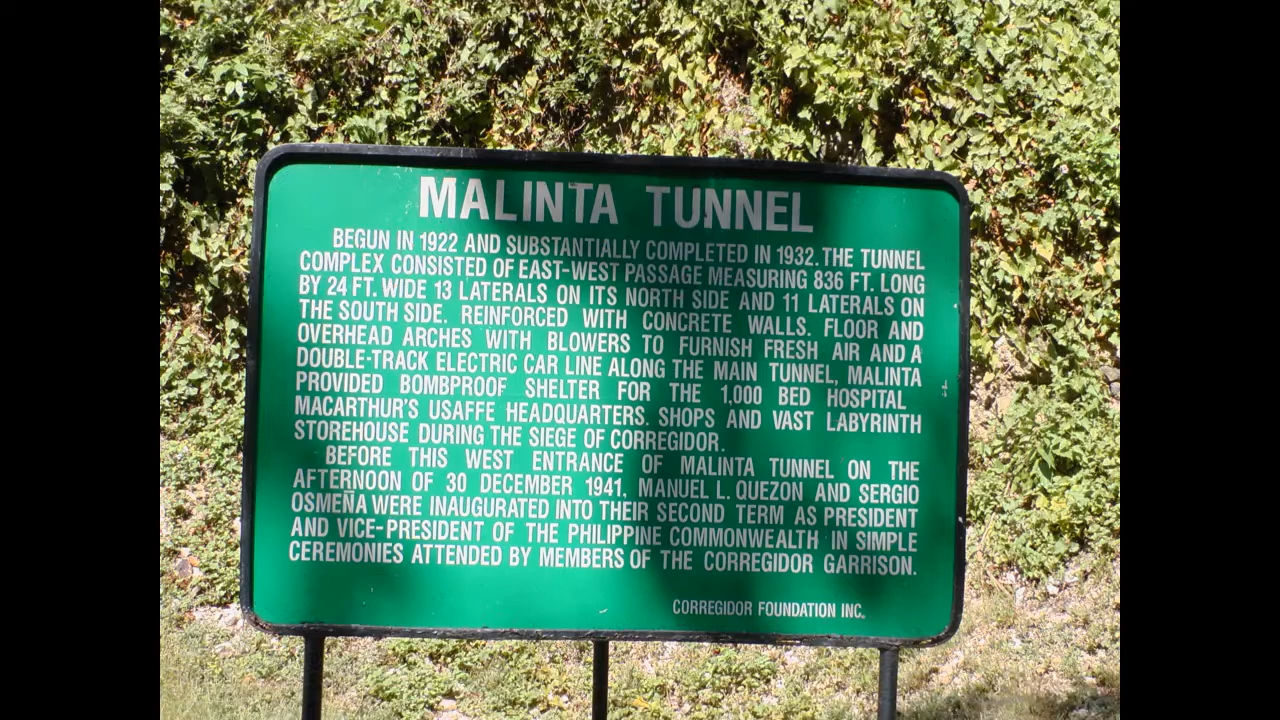 MALINTA TUNNEL
BEGUN IN 1922 AND SUBSTANTIALLY COMPLETED IN 1932. THE TUNNEL
COMPLEX CONSISTED OF EAST-WEST PASSAGE MEASURING 836 FT. LONG
BY 24 FT. WIDE 13 LATERALS ON ITS NORTH SIDE AND 11 LATERALS ON
THE SOUTH SIDE. REINFORCED WITH CONCRETE WALLS. FLOOR AND
OVERHEAD ARCHES WITH BLOWERS TO FURNISH FRESH AIR AND A
DOUBLE-TRACK ELECTRIC CAR LINE ALONG THE MAIN TUNNEL, MALINTA
PROVIDED BOMBPROOF SHELTER FOR THE 1,000 BED HOSPITAL
MACARTHUR'S USAFFE HEADQUARTERS. SHOPS AND VAST LABYRINTH
STOREHOUSE DURING THE SIEGE OF CORREGIDOR.
BEFORE THIS WEST ENTRANCE OF MALINTA TUNNEL ON THE
AFTERNOON OF 30 DECEMBER 1941, MANUEL L. QUEZON AND SERGIO
OSMEÑA WERE INAUGURATED INTO THEIR SECOND TERM AS PRESIDENT
AND VICE-PRESIDENT OF THE PHILIPPINE COMMONWEALTH IN SIMPLE
CEREMONIES ATTENDED BY MEMBERS OF THE CORREGIDOR GARRISON.
CORREGIDOR FOUNDATION INC.